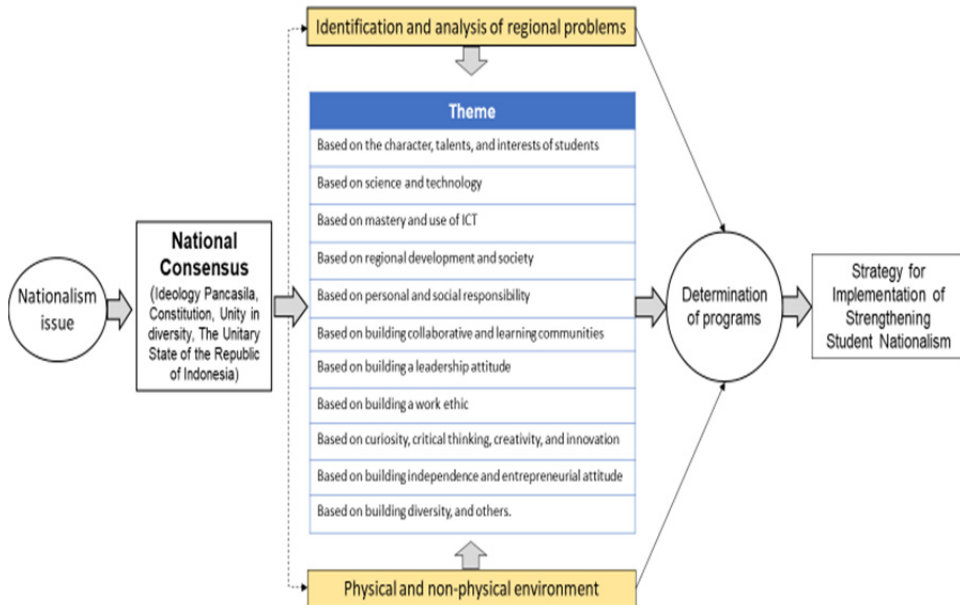 Identification and analysis of regional problems
Nationalism
issue
National
Consensus
(Ideology Pancasila,
Constitution, Unity in
diversity, The Unitary
State of the Republic
of Indonesia)
Theme
Based on the character, talents, and interests of students
Based on science and technology
Based on mastery and use of ICT
Based on regional development and society
Based on personal and social responsibility
Based on building collaborative and learning communities
Based on building a leadership attitude
Based on building a work ethic
Based on curiosity, critical thinking, creativity, and innovation
Based on building independence and entrepreneurial attitude
Based on building diversity, and others.
Determination
of programs
Strategy for
Implementation of
Strengthening
Student Nationalism
Physical and non-physical environment